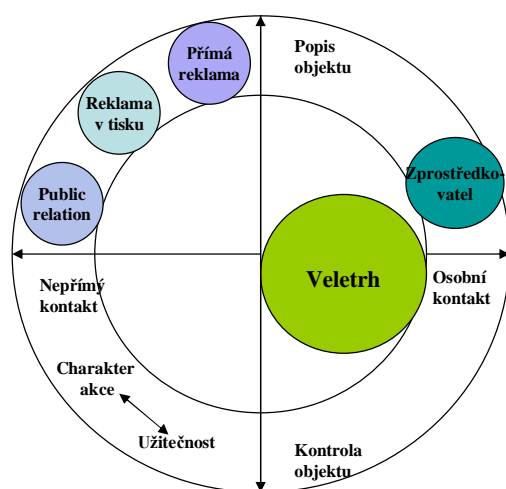 Přímá
reklama
Popis
objektu
Reklama
v tisku
Zprostředko-
vatel
Public
relation
Veletrh
Nepřímý
kontakt
Osobní
kontakt
Charakter
akce
Užitečnost
Kontrola
objektu